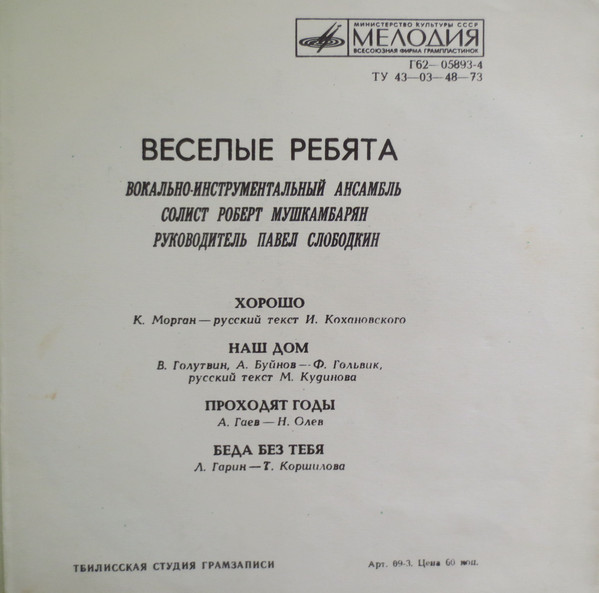 МИНИСТЕРСТВО КУЛЬТУРЫ СССР
МЕЛОДИЯ
ВСЕСОЮЗНАЯ ФИРМА ГРАМПЛАСТИНОК
Г62—05893-4
ТУ 43—03—48—73
ВЕСЕЛЫЕ РЕБЯТА
ВОКАЛЬНО-ИНСТРУМЕНТАЛЬНЫЙ АНСАМБЛЬ
СОЛИСТ РОБЕРТ МУШКАМБАРЯН
РУКОВОДИТЕЛЬ ПАВЕЛ СЛОБОДКИН
ХОРОШО
К. Морган — русский текст И. Кохановского
НАШ ДОМ
В. Голутвин, А. Буйнов — Ф. Гольвик,
русский текст М. Кудинова
ПРОХОДЯТ ГОДЫ
А. Гаев — Н. Олев
БЕДА БЕЗ ТЕБЯ
Л. Гарин — Т. Коршилова
ТБИЛИССКАЯ СТУДИЯ ГРАМЗАПИСИ
Арт. 09-3. Цена 60 коп.